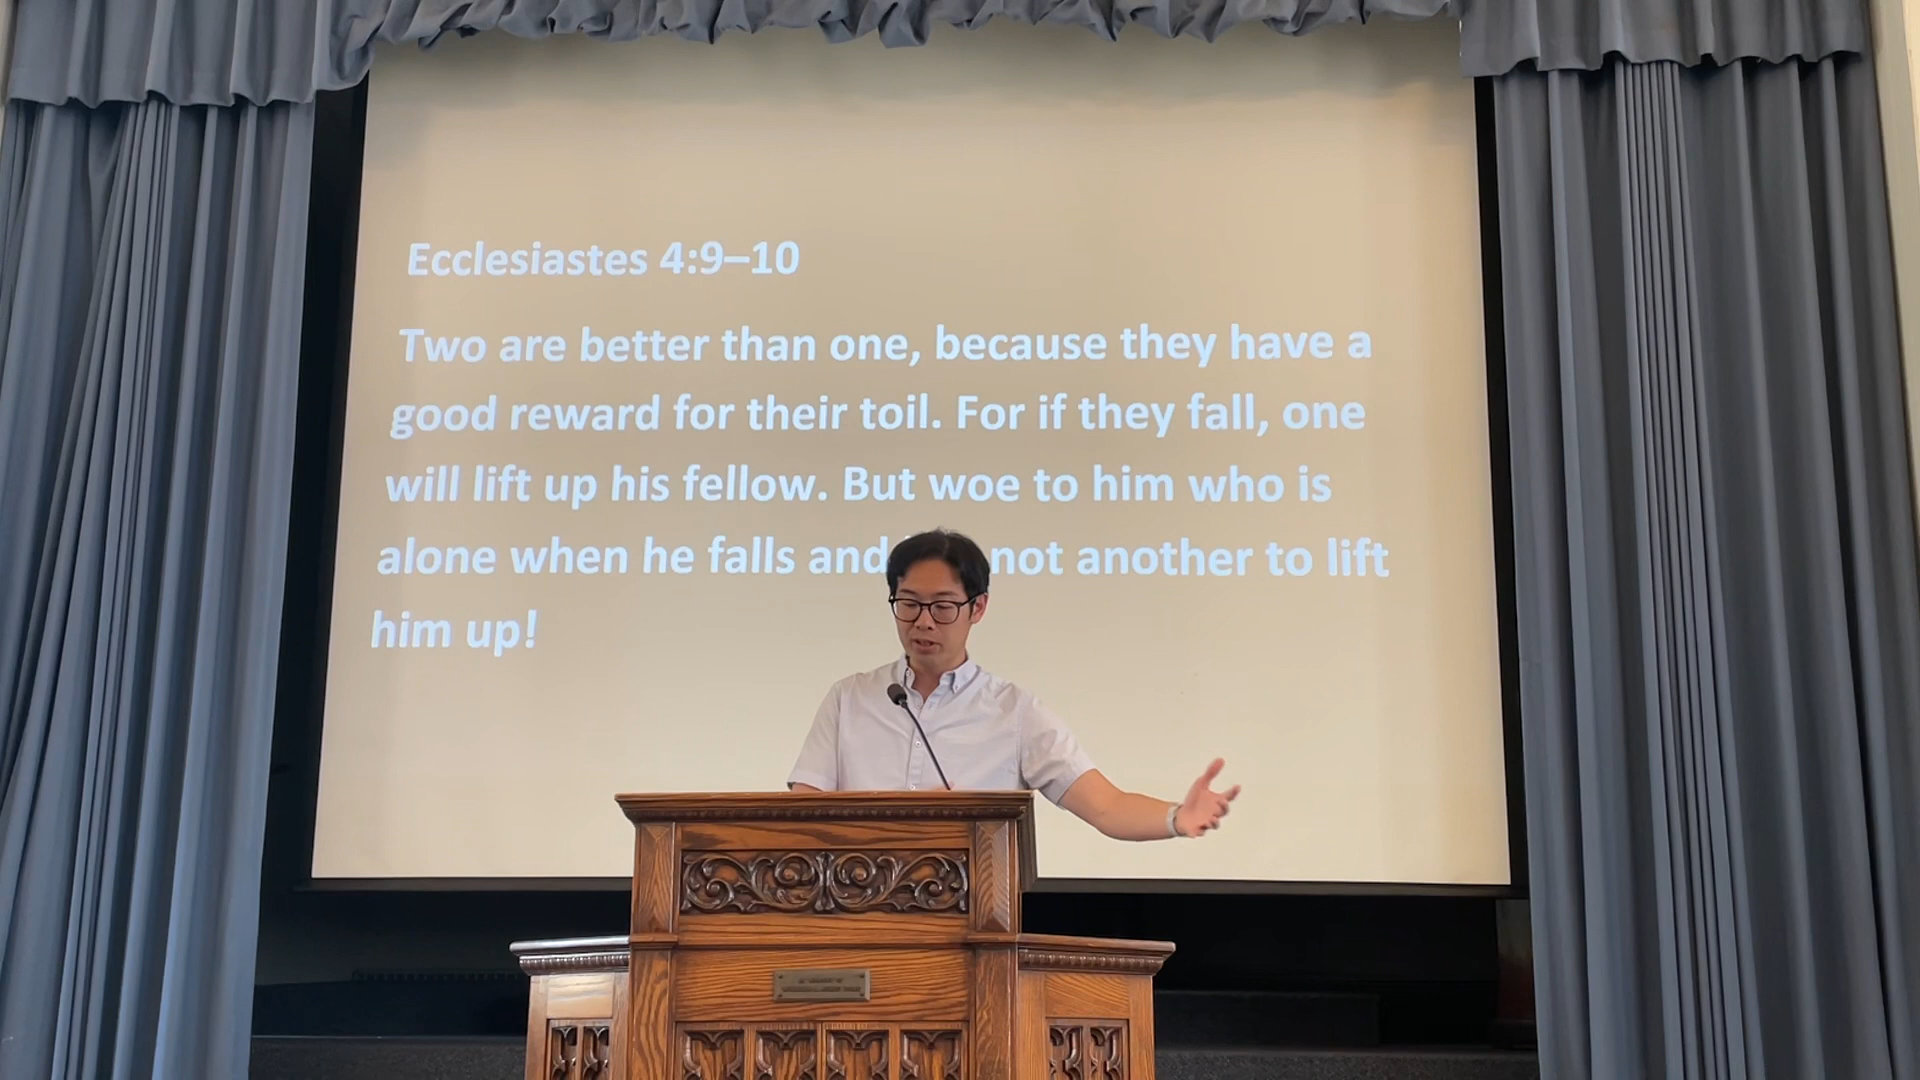 Ecclesiastes 4:9–10
Two are better than one, because they have a
good reward for their toil. For if they fall, one
will lift up his fellow. But woe to him who is
alone when he falls and not another to lift
him up!